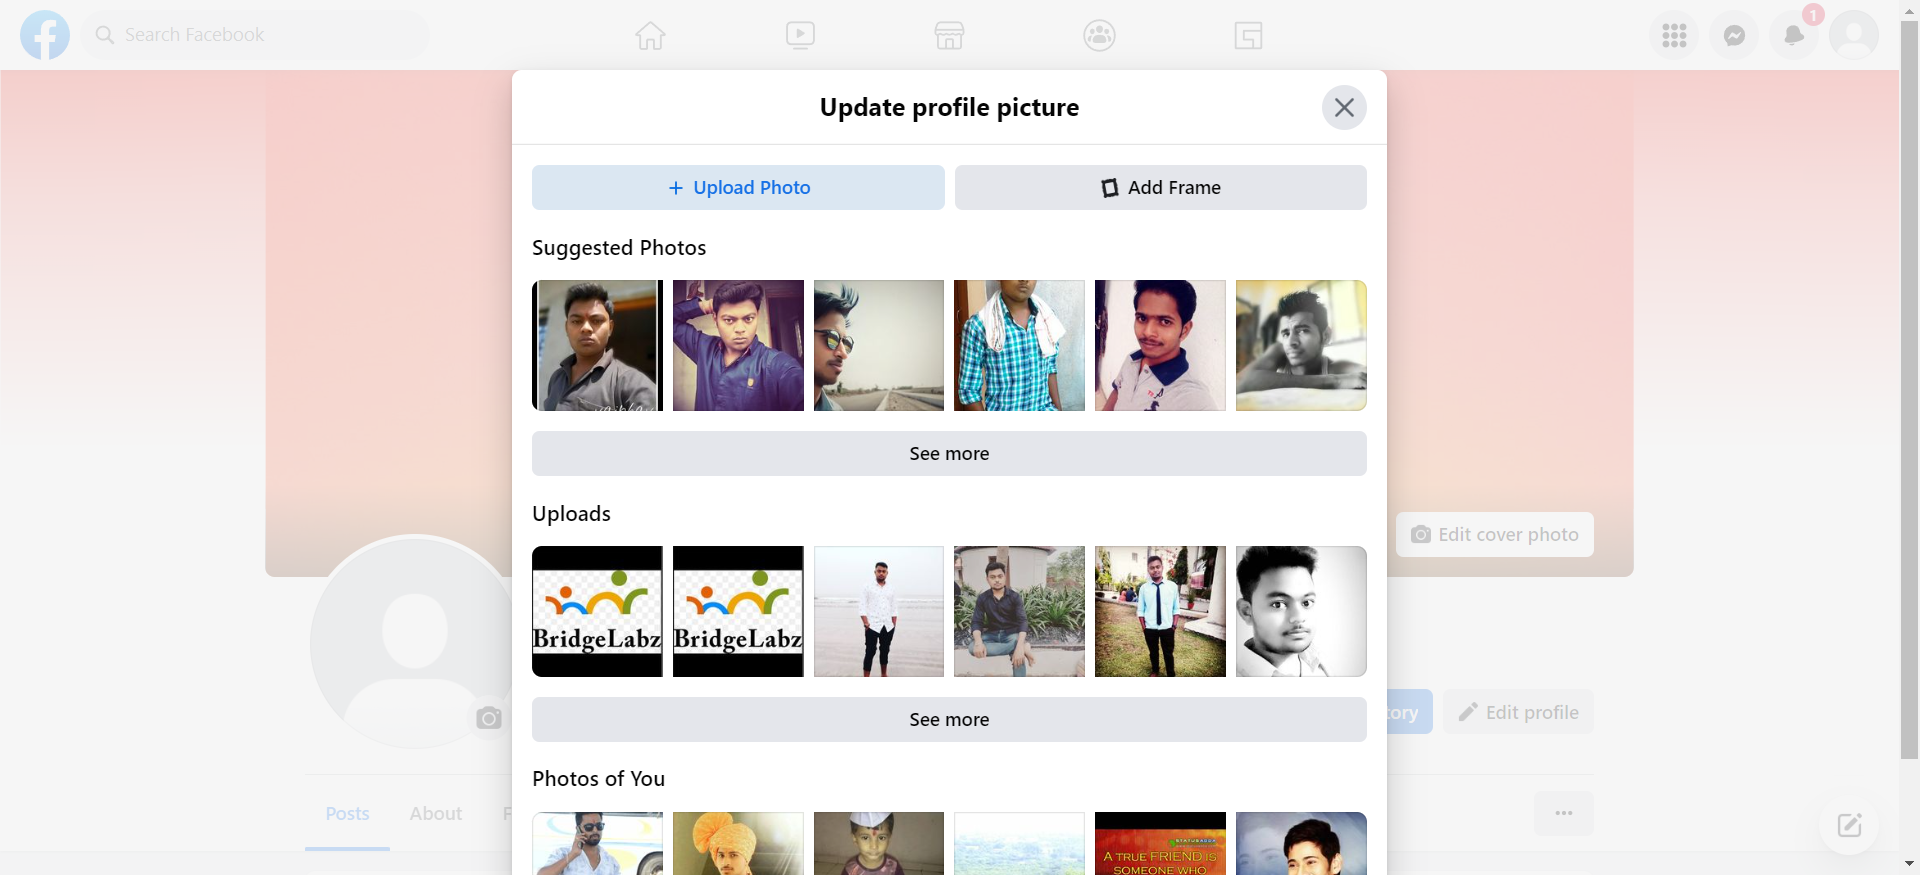 Search Facebook
1
Update profile picture
+ Upload Photo
Add Frame
Suggested Photos
See more
Uploads
BridgeLabz
BridgeLabz
Edit cover photo
See more
tory
Edit profile
Photos of You
Posts
About
F
A TRUE FRIEND IS
SOMEONE WHO